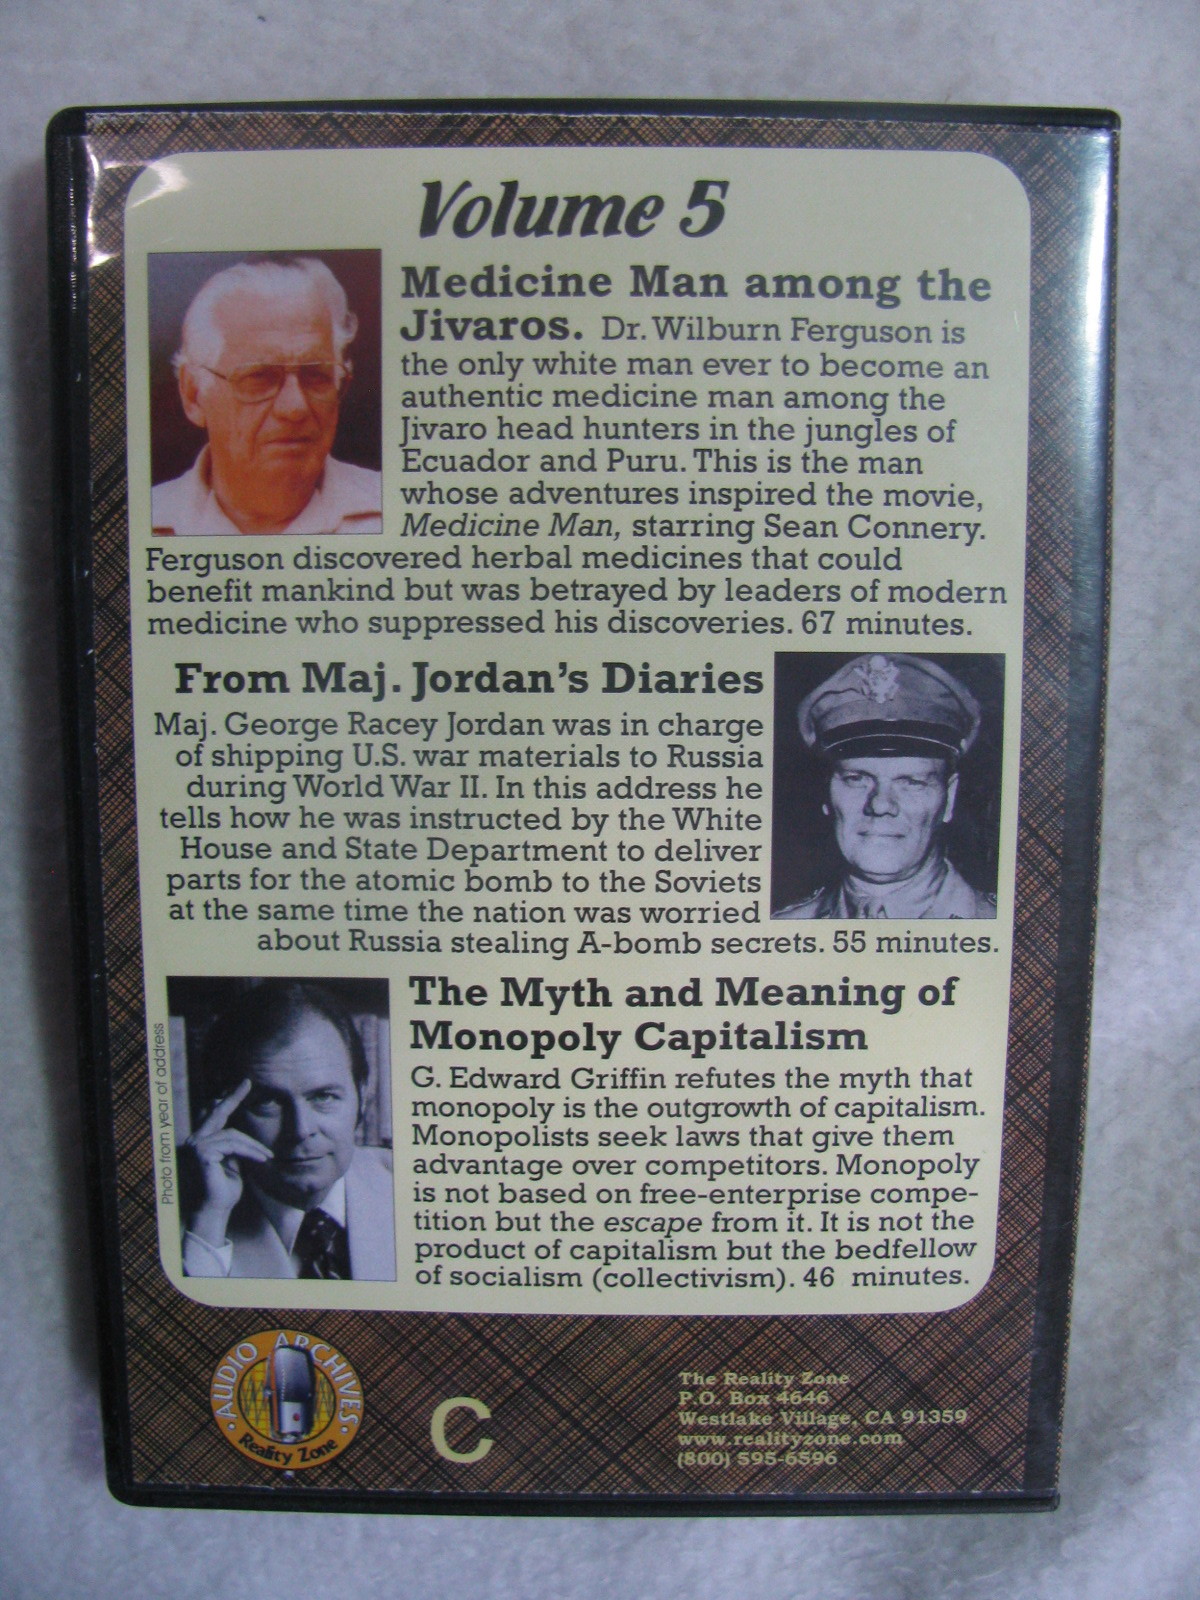 Volume 5
Medicine Man among the
Jivaros. Dr. Wilburn Ferguson is
the only white man ever to become an
authentic medicine man among the
Jivaro head hunters in the jungles of
Ecuador and Puru. This is the man
whose adventures inspired the movie,
Medicine Man, starring Sean Connery.
Ferguson discovered herbal medicines that could
benefit mankind but was betrayed by leaders of modern
medicine who suppressed his discoveries. 67 minutes.
From Maj. Jordan's Diaries
Maj. George Racey Jordan was in charge
of shipping U.S. war materials to Russia
during World War II. In this address he
tells how he was instructed by the White
House and State Department to deliver
parts for the atomic bomb to the Soviets
at the same time the nation was worried
about Russia stealing A-bomb secrets. 55 minutes.
Photo from year of address
The Myth and Meaning of
Monopoly Capitalism
G. Edward Griffin refutes the myth that
monopoly is the outgrowth of capitalism.
Monopolists seek laws that give them
advantage over competitors. Monopoly
is not based on free-enterprise compe-
tition but the escape from it. It is not the
product of capitalism but the bedfellow
of socialism (collectivism). 46 minutes.
AUDIO ARCHIVES
Reality Zone
C
The Reality Zone
P.O. Box 4646
Westlake Village, CA 91359
www.realityzone.com
(800) 595-6596